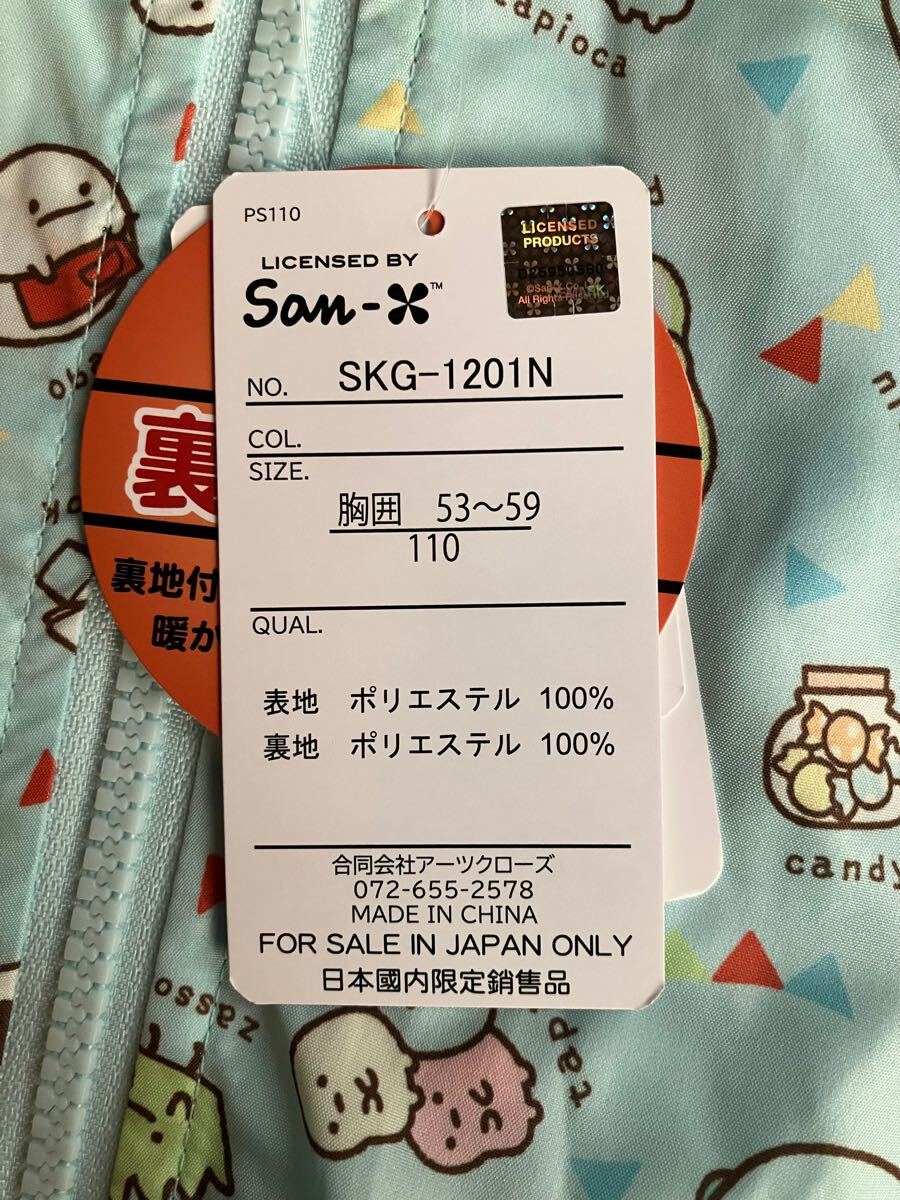 tapioca
PS110
LICENSED BY
San-X™
LICENSED
PRODUCTS
NO. SKG-1201N
COL.
SIZE.
胸囲 53〜59
110
QUAL.
表地 ポリエステル 100%
裏地 ポリエステル 100%
合同会社アーツクローズ
072-655-2578
MADE IN CHINA
FOR SALE IN JAPAN ONLY
日本國内限定銷售品
裏
裏地付
暖か
candy
zasso
tap